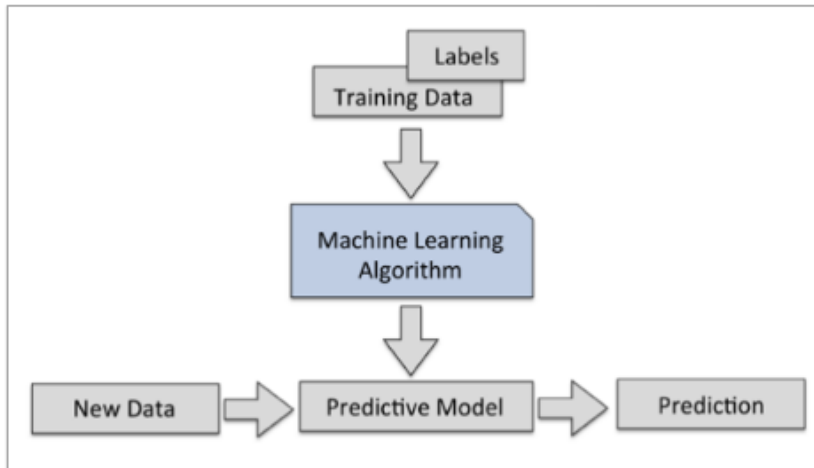 Labels
Training Data
Machine Learning
Algorithm
New Data
Predictive Model
Prediction